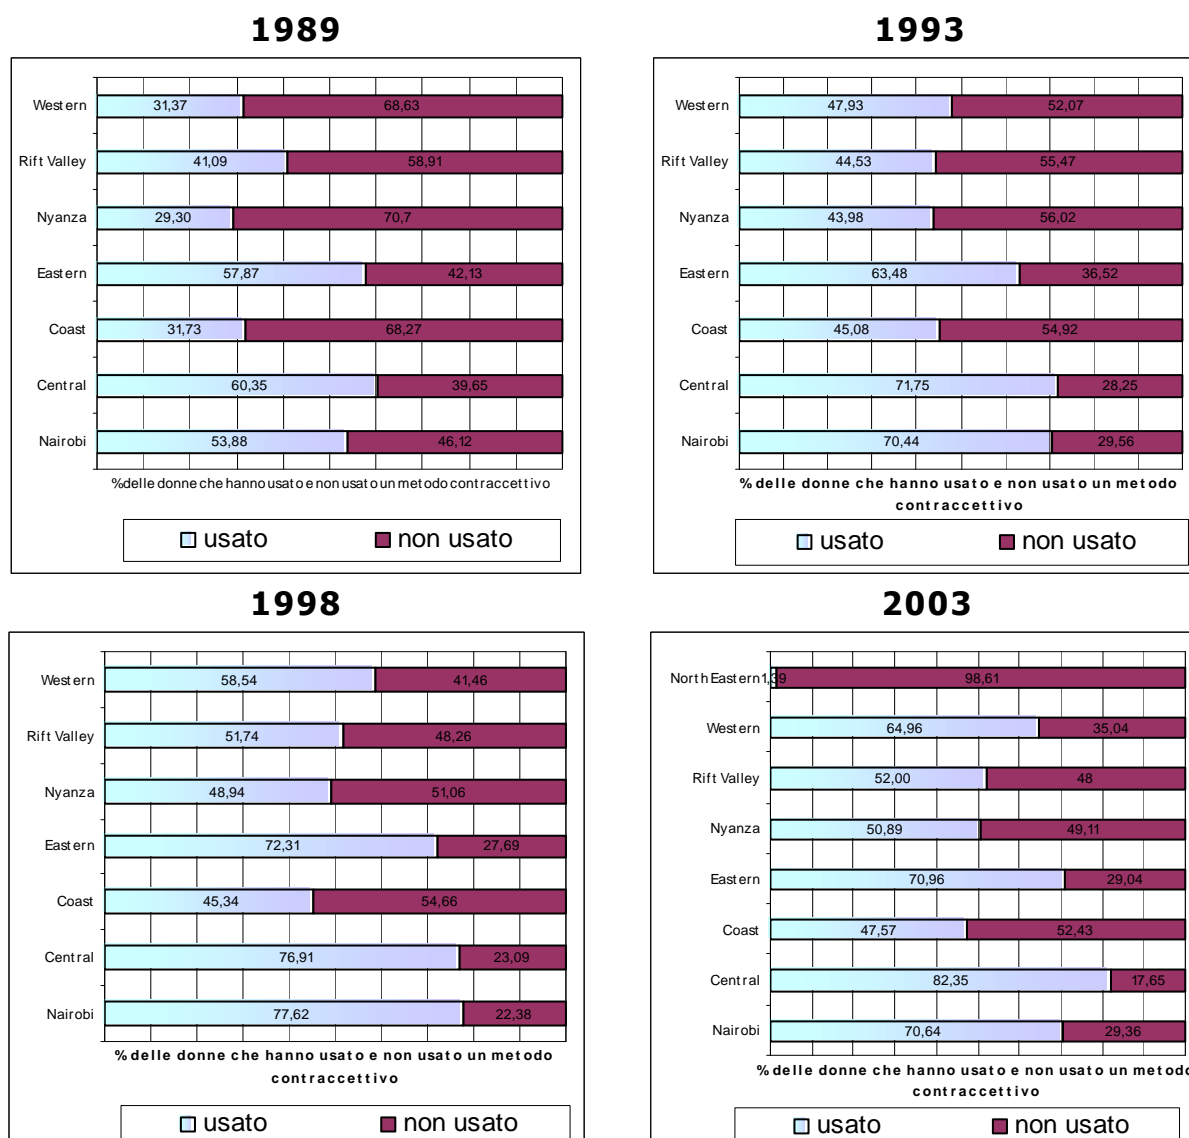 1989
Western 31,37 68,63
Rift Valley 41,09 58,91
Nyanza 29,30 70,7
Eastern 57,87 42,13
Coast 31,73 68,27
Central 60,35 39,65
Nairobi 53,88 46,12
% delle donne che hanno usato e non usato un metodo contraccettivo
usato non usato
1993
Western 47,93 52,07
Rift Valley 44,53 55,47
Nyanza 43,98 56,02
Eastern 63,48 36,52
Coast 45,08 54,92
Central 71,75 28,25
Nairobi 70,44 29,56
% delle donne che hanno usato e non usato un metodo
contraccettivo
usato non usato
1998
Western 58,54 41,46
Rift Valley 51,74 48,26
Nyanza 48,94 51,06
Eastern 72,31 27,69
Coast 45,34 54,66
Central 76,91 23,09
Nairobi 77,62 22,38
% delle donne che hanno usato e non usato un metodo
contraccettivo
usato non usato
2003
North Eastern 1,39 98,61
Western 64,96 35,04
Rift Valley 52,00 48
Nyanza 50,89 49,11
Eastern 70,96 29,04
Coast 47,57 52,43
Central 82,35 17,65
Nairobi 70,64 29,36
% delle donne che hanno usato e non usato un metodo
contraccettivo
usato non usato